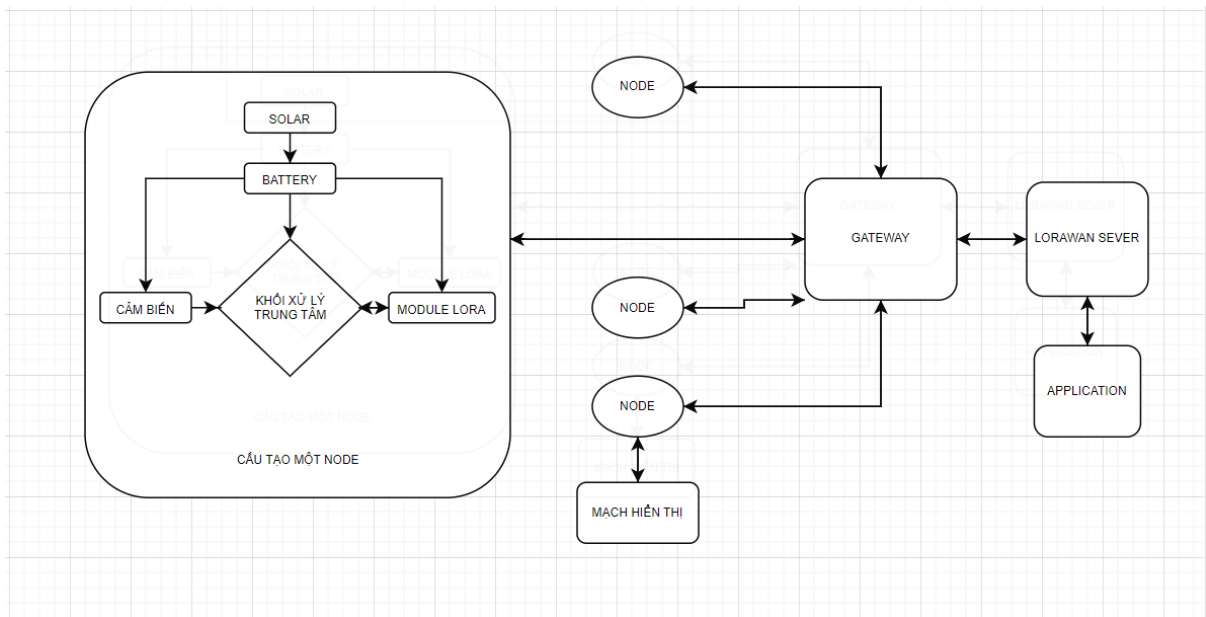 SOLAR
BATTERY
CẢM BIẾN
KHỐI XỬ LÝ
TRUNG TÂM
MODULE LORA
CẤU TẠO MỘT NODE
NODE
NODE
NODE
MẠCH HIỂN THỊ
GATEWAY
LORAWAN SEVER
APPLICATION